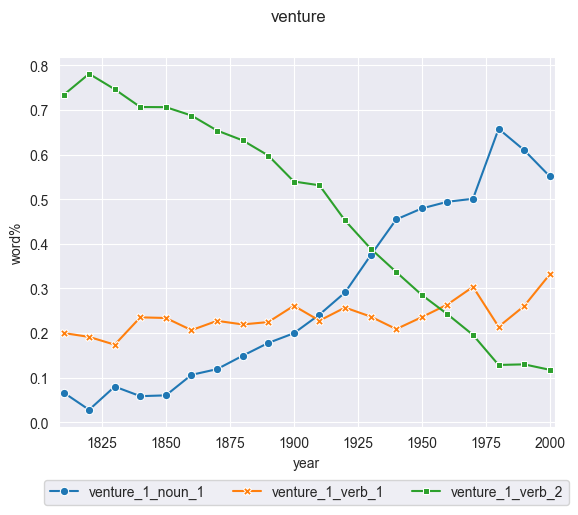 venture
0.8
0.7
0.6
0.5
0.4
0.3
0.2
0.1
0.0
word%
1825 1850 1875 1900 1925 1950 1975 2000
year
venture_1_noun_1 venture_1_verb_1 venture_1_verb_2